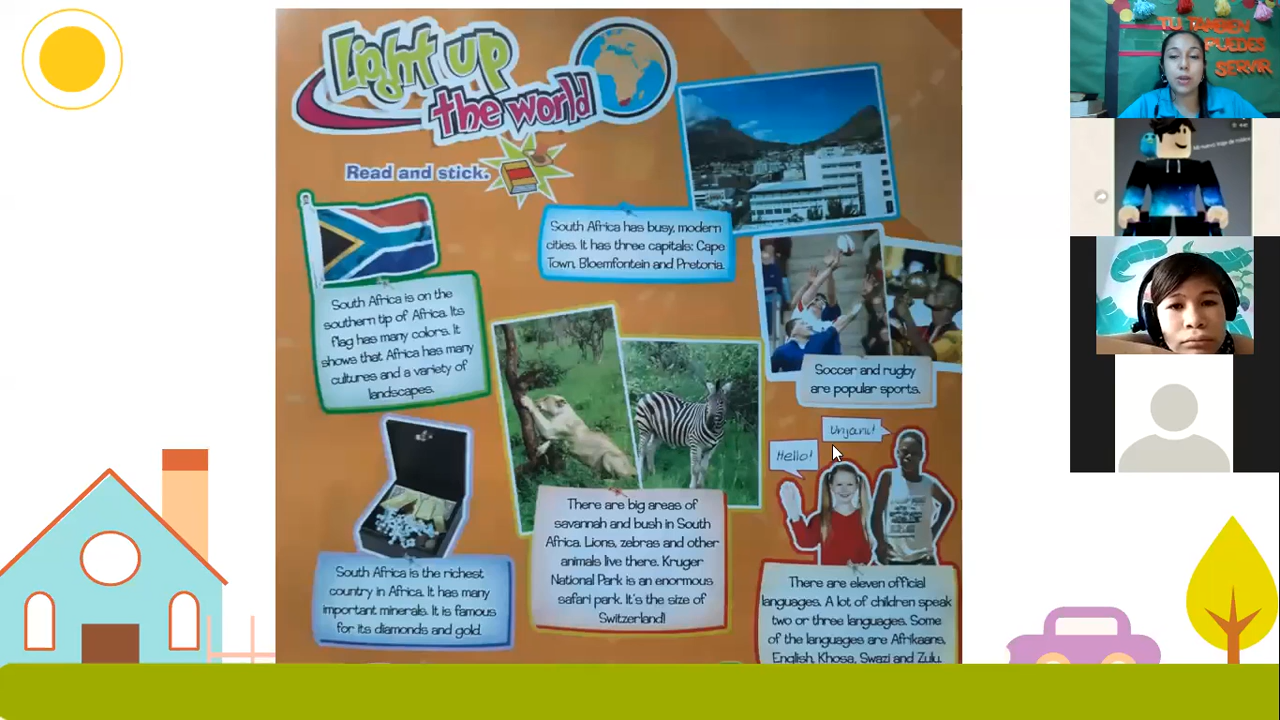 Light up
the world
Read and stick.
South Africa has busy, modern
cities. It has three capitals: Cape
Town, Bloemfontein and Pretoria.
South Africa is on the
southern tip of Africa. Its
flag has many colors. It
shows that Africa has many
cultures and a variety of
landscapes.
Soccer and rugby
are popular sports.
Unjani!
Hello!
There are big areas of
savannah and bush in South
Africa. Lions, zebras and other
animals live there. Kruger
National Park is an enormous
safari park. It's the size of
Switzerland!
South Africa is the richest
country in Africa. It has many
important minerals. It is famous
for its diamonds and gold.
There are eleven official
languages. A lot of children speak
two or three languages. Some
of the languages are Afrikaans,
English, Khosa, Swazi and Zulu.
TU TAMBIEN
PUEDES
SERVIR